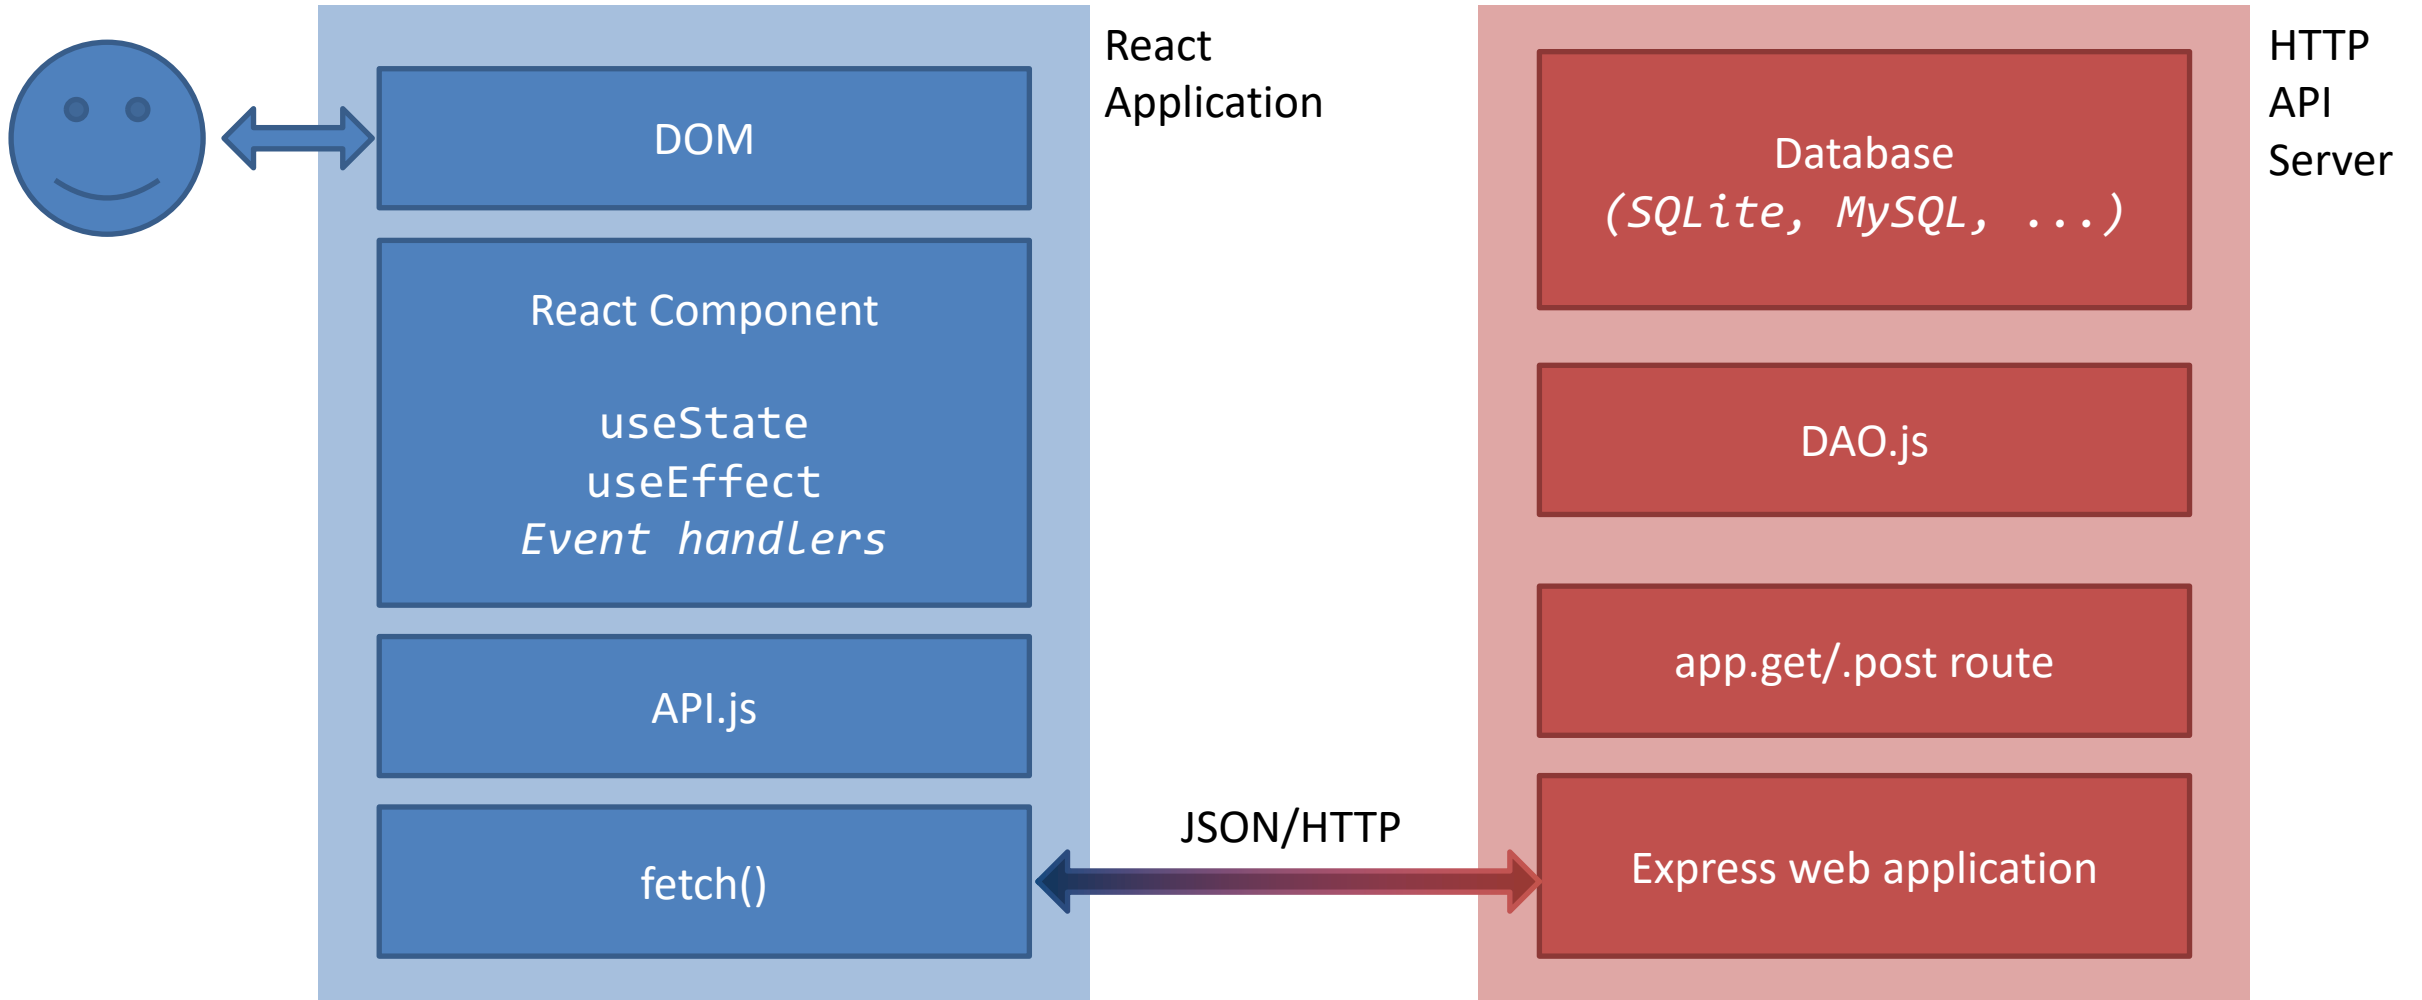 React
Application
DOM
React Component
useState
useEffect
Event handlers
API.js
fetch()
JSON/HTTP
HTTP
API
Server
Database
(SQLite, MySQL, ...)
DAO.js
app.get/.post route
Express web application